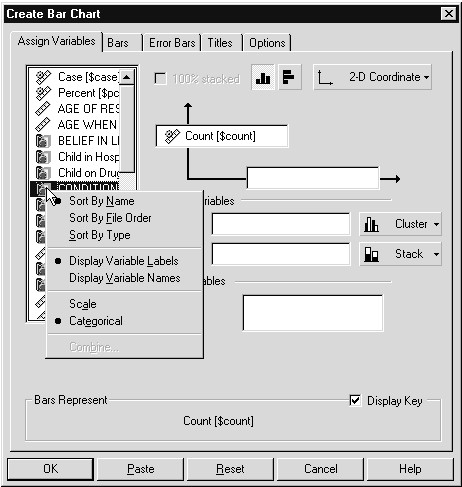 Create Bar Chart
Assign Variables Bars Error Bars Titles Options
Case [$case]
Percent [$pc
AGE OF RES
AGE WHEN
BELIEF IN LI
Child in Hosp
Child on Drug
CONDITION
100% stacked
2-D Coordinate
Count [$count]
Sort By Name
Sort By File Order
Sort By Type
Display Variable Labels
Display Variable Names
Scale
Categorical
Combine...
ariables
Cluster
Stack
ables
Bars Represent
Display Key
Count [$count]
OK Paste Reset Cancel Help